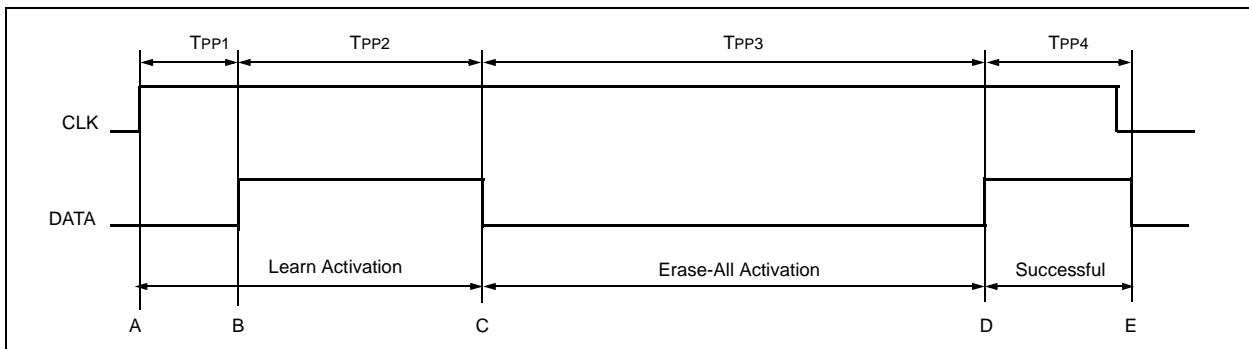 TPP1 TPP2 TPP3 TPP4
CLK
DATA
Learn Activation Erase-All Activation Successful
A B C D E